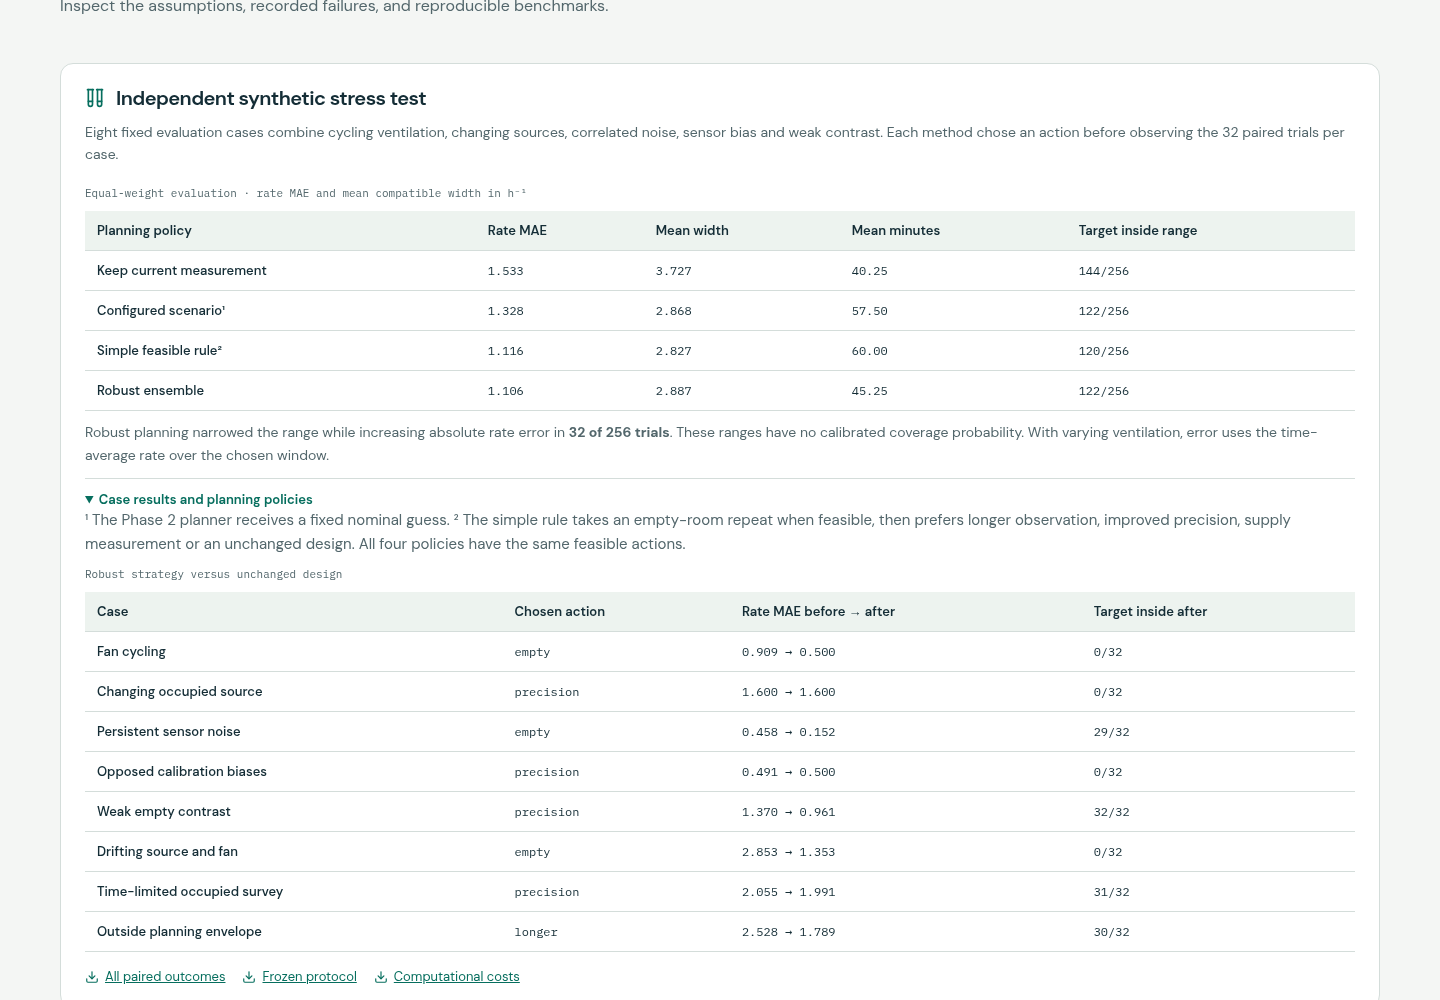 Inspect the assumptions, recorded failures, and reproducible benchmarks.
Independent synthetic stress test
Eight fixed evaluation cases combine cycling ventilation, changing sources, correlated noise, sensor bias and weak contrast. Each method chose an action before observing the 32 paired trials per
case.
Equal-weight evaluation · rate MAE and mean compatible width in h⁻¹
Planning policy Rate MAE Mean width Mean minutes Target inside range
Keep current measurement 1.533 3.727 40.25 144/256
Configured scenario¹ 1.328 2.868 57.50 122/256
Simple feasible rule² 1.116 2.827 60.00 120/256
Robust ensemble 1.106 2.887 45.25 122/256
Robust planning narrowed the range while increasing absolute rate error in 32 of 256 trials. These ranges have no calibrated coverage probability. With varying ventilation, error uses the time-
average rate over the chosen window.
▼ Case results and planning policies
¹ The Phase 2 planner receives a fixed nominal guess. ² The simple rule takes an empty-room repeat when feasible, then prefers longer observation, improved precision, supply
measurement or an unchanged design. All four policies have the same feasible actions.
Robust strategy versus unchanged design
Case Chosen action Rate MAE before → after Target inside after
Fan cycling empty 0.909 → 0.500 0/32
Changing occupied source precision 1.600 → 1.600 0/32
Persistent sensor noise empty 0.458 → 0.152 29/32
Opposed calibration biases precision 0.491 → 0.500 0/32
Weak empty contrast precision 1.370 → 0.961 32/32
Drifting source and fan empty 2.853 → 1.353 0/32
Time-limited occupied survey precision 2.055 → 1.991 31/32
Outside planning envelope longer 2.528 → 1.789 30/32
All paired outcomes Frozen protocol Computational costs